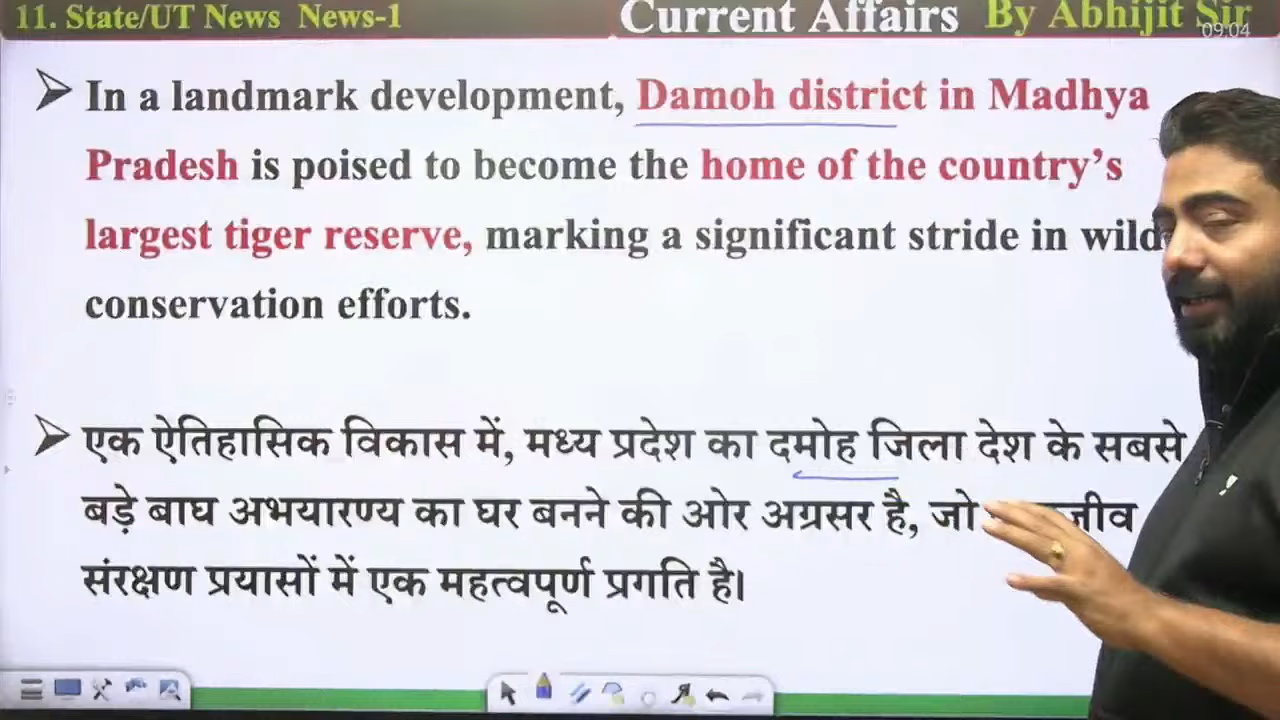 11. State/UT News News-1
Current Affairs By Abhijit Sir
09:04
In a landmark development, Damoh district in Madhya
Pradesh is poised to become the home of the country's
largest tiger reserve, marking a significant stride in wild
conservation efforts.
एक ऐतिहासिक विकास में, मध्य प्रदेश का दमोह जिला देश के सबसे
बड़े बाघ अभयारण्य का घर बनने की ओर अग्रसर है, जो
संरक्षण प्रयासों में एक महत्वपूर्ण प्रगति है।